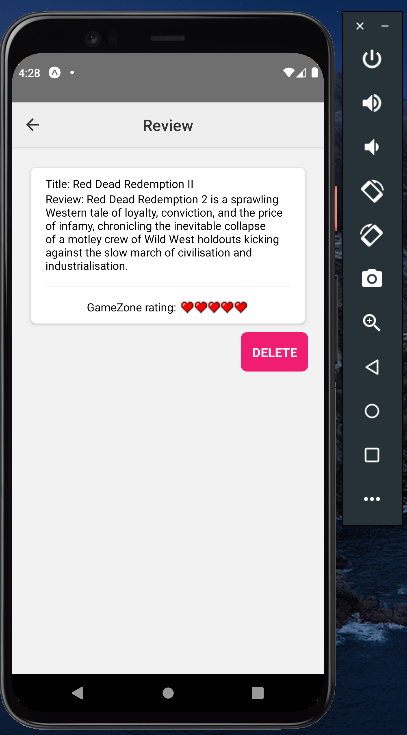 4:28
Review
Title: Red Dead Redemption II
Review: Red Dead Redemption 2 is a sprawling
Western tale of loyalty, conviction, and the price
of infamy, chronicling the inevitable collapse
of a motley crew of Wild West holdouts kicking
against the slow march of civilisation and
industrialisation.
GameZone rating:
DELETE